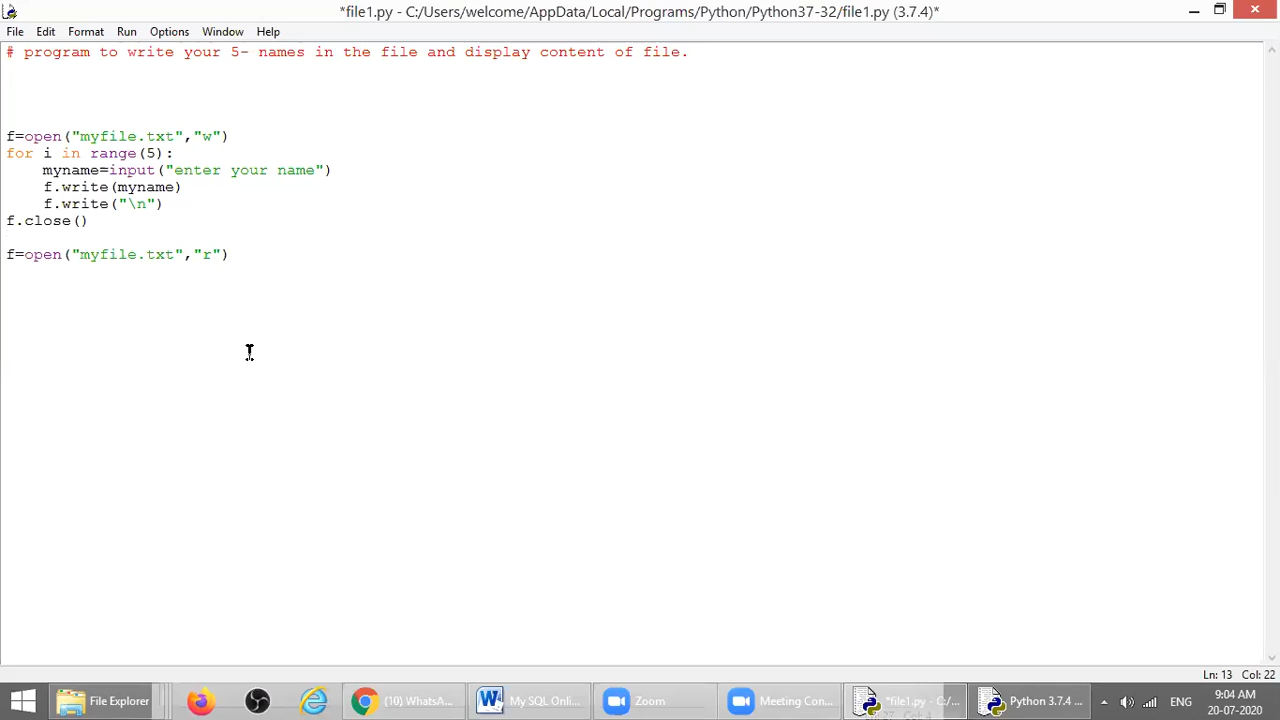 *file1.py - C:/Users/welcome/AppData/Local/Programs/Python/Python37-32/file1.py (3.7.4)*
File Edit Format Run Options Window Help
# program to write your 5- names in the file and display content of file.
f=open("myfile.txt","w")
for i in range(5):
    myname=input("enter your name")
    f.write(myname)
    f.write("\n")
f.close()
f=open("myfile.txt","r")
Ln: 13 Col: 22
File Explorer (10) WhatsA... My SQL Onli... Zoom Meeting Con... *file1.py - C:/... Python 3.7.4 ... ENG
9:04 AM
20-07-2020